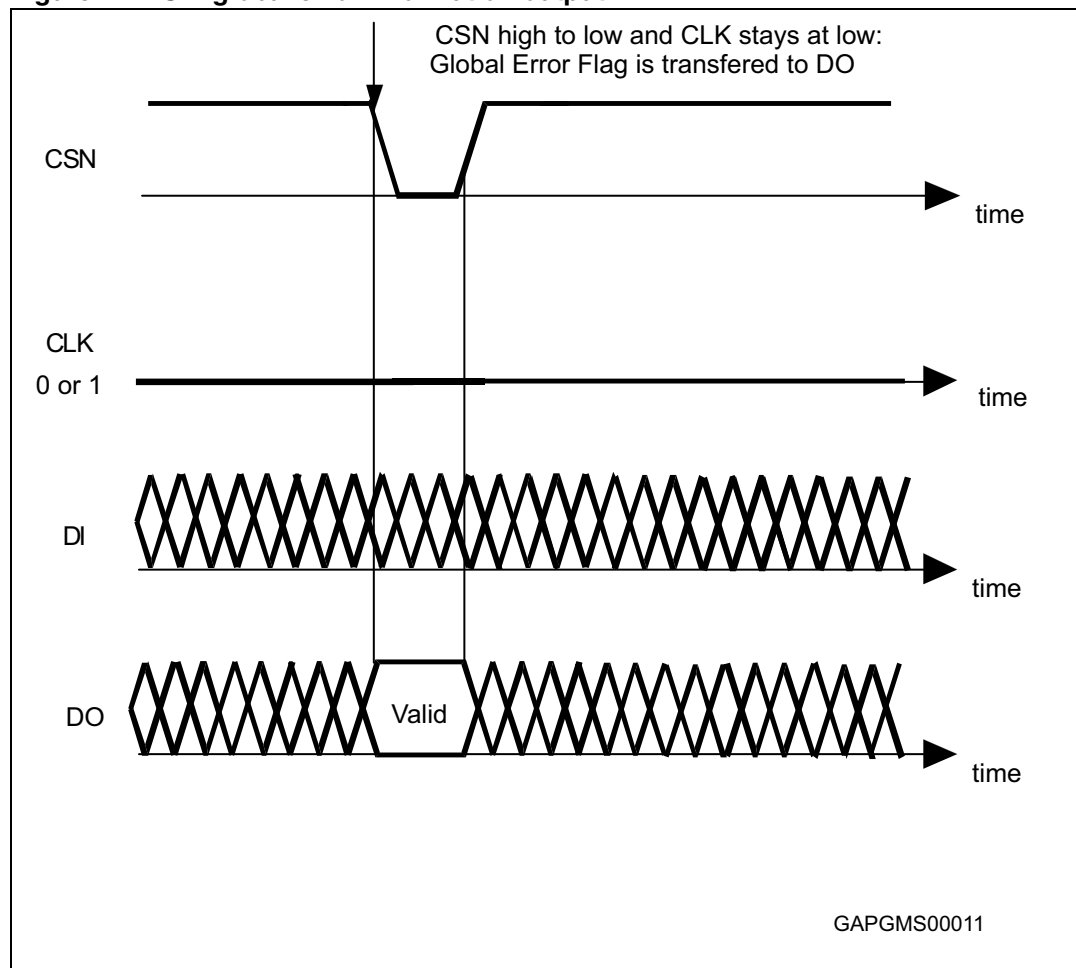 CSN high to low and CLK stays at low:
Global Error Flag is transfered to DO
CSN
time
CLK
0 or 1
time
DI
time
DO
Valid
time
GAPGMS00011